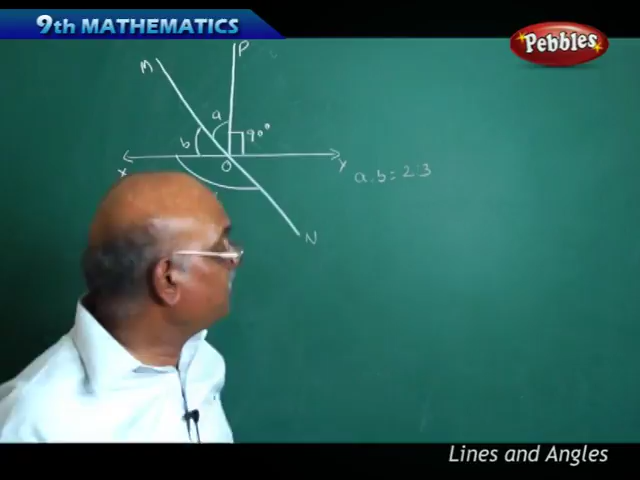 9th MATHEMATICS
Pebbles
M
P
a
b
90°
X
O
Y
a:b = 2:3
N
Lines and Angles